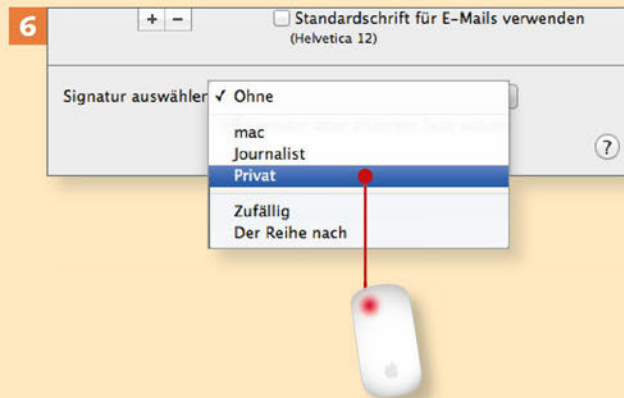 6
+ −
Standardschrift für E-Mails verwenden
(Helvetica 12)
Signatur auswählen ✓ Ohne
mac
Journalist
Privat
Zufällig
Der Reihe nach
?